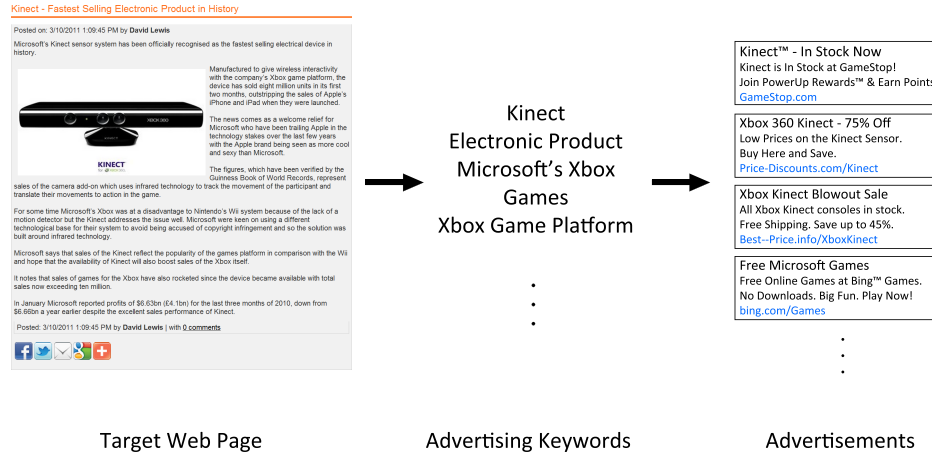 Kinect - Fastest Selling Electronic Product in History
Posted on: 3/10/2011 1:09:45 PM by David Lewis
Microsoft's Kinect sensor system has been officially recognised as the fastest selling electrical device in
history.
Manufactured to give wireless interactivity
with the company's Xbox game platform, the
device has sold eight million units in its first
two months, outstripping the sales of Apple's
iPhone and iPad when they were launched.
The news comes as a welcome relief for
Microsoft who have been trailing Apple in the
technology stakes over the last few years
with the Apple brand being seen as more cool
and sexy than Microsoft.
XBOX 360
KINECT
for XBOX 360
The figures, which have been verified by the
Guinness Book of World Records, represent
sales of the camera add-on which uses infrared technology to track the movement of the participant and
translate their movements to action in the game.
For some time Microsoft's Xbox was at a disadvantage to Nintendo's Wii system because of the lack of a
motion detector but the Kinect addresses the issue well. Microsoft were keen on using a different
technological base for their system to avoid being accused of copyright infringement and so the solution was
built around infrared technology.
Microsoft says that sales of the Kinect reflect the popularity of the games platform in comparison with the Wii
and hope that the availability of Kinect will also boost sales of the Xbox itself.
It notes that sales of games for the Xbox have also rocketed since the device became available with total
sales now exceeding ten million.
In January Microsoft reported profits of $6.63bn (£4.1bn) for the last three months of 2010, down from
$6.66bn a year earlier despite the excellent sales performance of Kinect.
Posted: 3/10/2011 1:09:45 PM by David Lewis | with 0 comments
Target Web Page
Kinect
Electronic Product
Microsoft's Xbox
Games
Xbox Game Platform
Advertising Keywords
Kinect™ - In Stock Now
Kinect is In Stock at GameStop!
Join PowerUp Rewards™ & Earn Points
GameStop.com
Xbox 360 Kinect - 75% Off
Low Prices on the Kinect Sensor.
Buy Here and Save.
Price-Discounts.com/Kinect
Xbox Kinect Blowout Sale
All Xbox Kinect consoles in stock.
Free Shipping. Save up to 45%.
Best--Price.info/XboxKinect
Free Microsoft Games
Free Online Games at Bing™ Games.
No Downloads. Big Fun. Play Now!
bing.com/Games
Advertisements